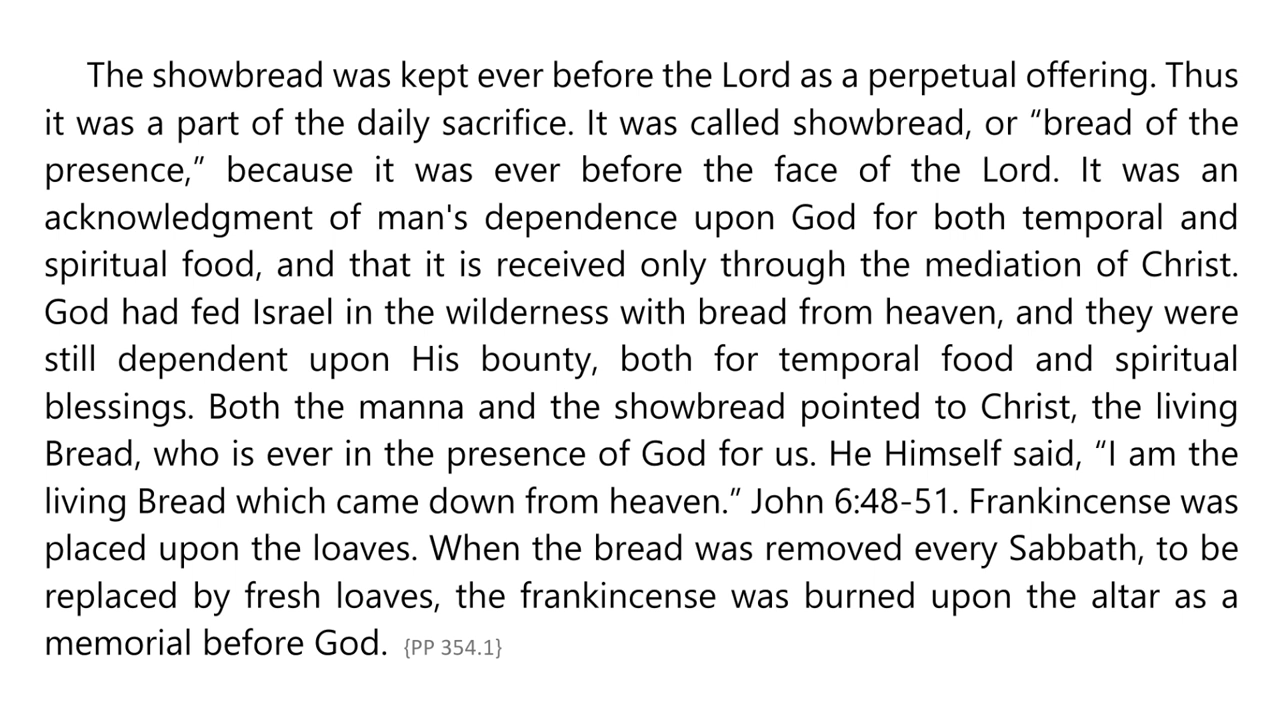 The showbread was kept ever before the Lord as a perpetual offering. Thus
it was a part of the daily sacrifice. It was called showbread, or “bread of the
presence,” because it was ever before the face of the Lord. It was an
acknowledgment of man's dependence upon God for both temporal and
spiritual food, and that it is received only through the mediation of Christ.
God had fed Israel in the wilderness with bread from heaven, and they were
still dependent upon His bounty, both for temporal food and spiritual
blessings. Both the manna and the showbread pointed to Christ, the living
Bread, who is ever in the presence of God for us. He Himself said, “I am the
living Bread which came down from heaven.” John 6:48-51. Frankincense was
placed upon the loaves. When the bread was removed every Sabbath, to be
replaced by fresh loaves, the frankincense was burned upon the altar as a
memorial before God. {PP 354.1}